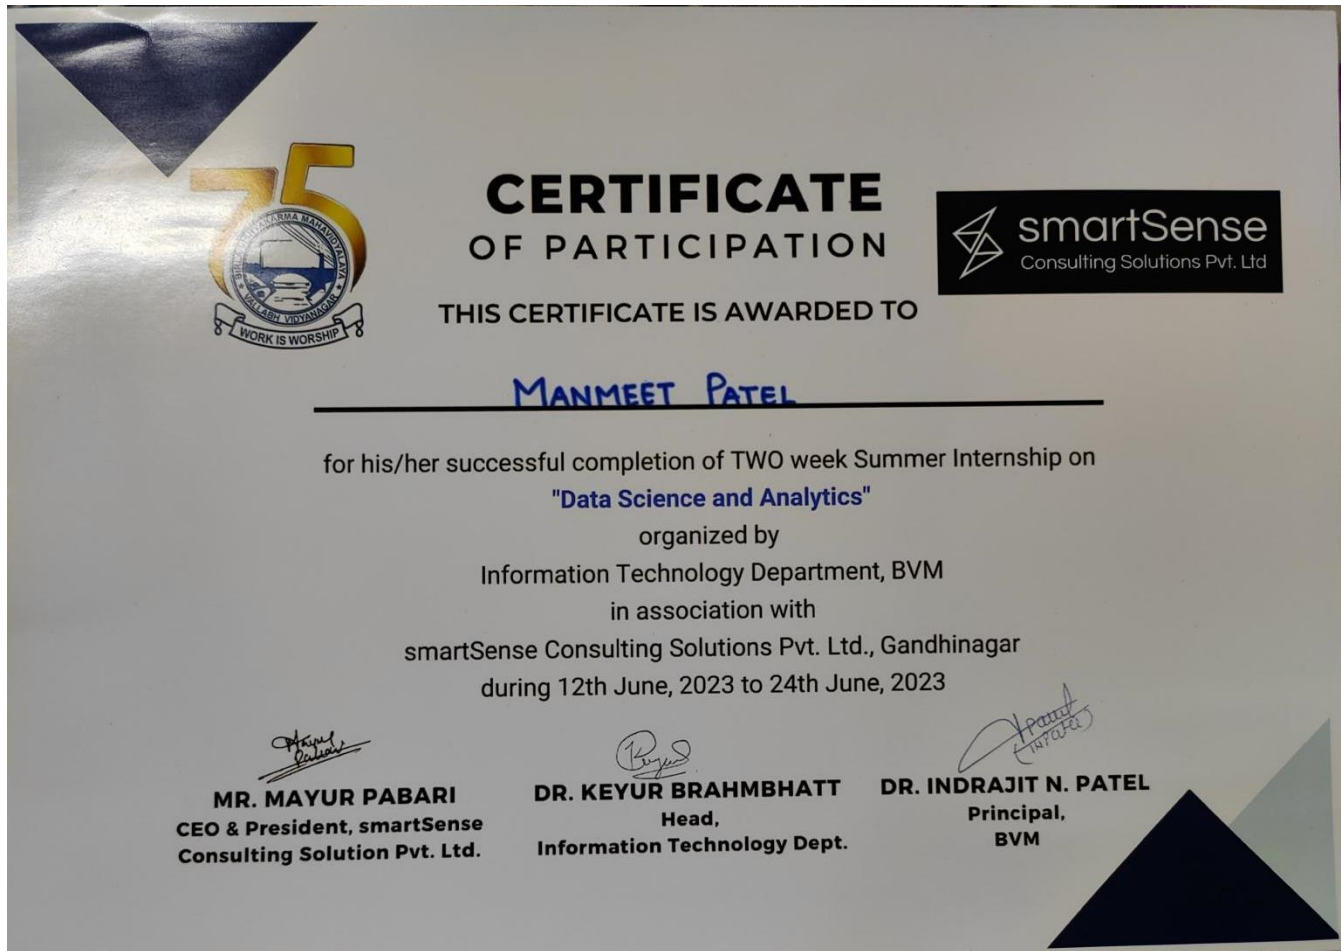 75
BIRLA VISHVAKARMA MAHAVIDYALAYA
VALLABH VIDYANAGAR
WORK IS WORSHIP
CERTIFICATE
OF PARTICIPATION
smartSense
Consulting Solutions Pvt. Ltd
THIS CERTIFICATE IS AWARDED TO
MANMEET PATEL
for his/her successful completion of TWO week Summer Internship on
"Data Science and Analytics"
organized by
Information Technology Department, BVM
in association with
smartSense Consulting Solutions Pvt. Ltd., Gandhinagar
during 12th June, 2023 to 24th June, 2023
MR. MAYUR PABARI
CEO & President, smartSense
Consulting Solution Pvt. Ltd.
DR. KEYUR BRAHMBHATT
Head,
Information Technology Dept.
DR. INDRAJIT N. PATEL
Principal,
BVM